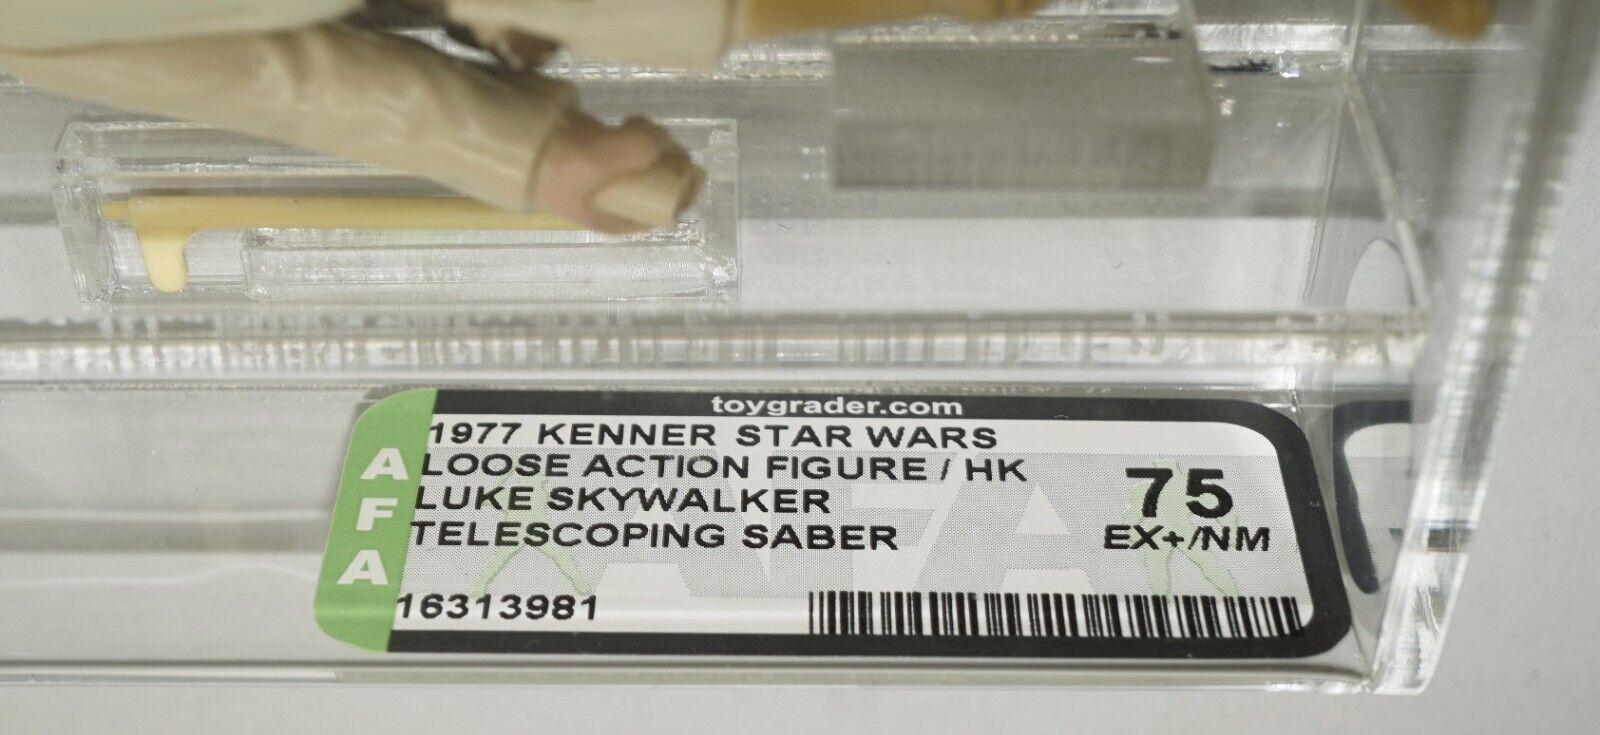 toygrader.com
1977 KENNER STAR WARS
LOOSE ACTION FIGURE / HK
LUKE SKYWALKER
TELESCOPING SABER
75
EX+/NM
AFA
16313981